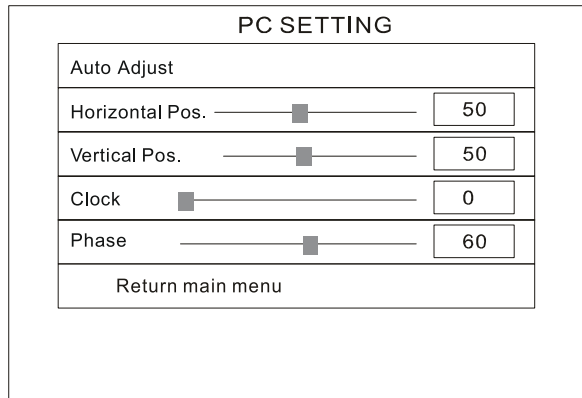 PC SETTING
Auto Adjust
Horizontal Pos. 50
Vertical Pos. 50
Clock 0
Phase 60
Return main menu